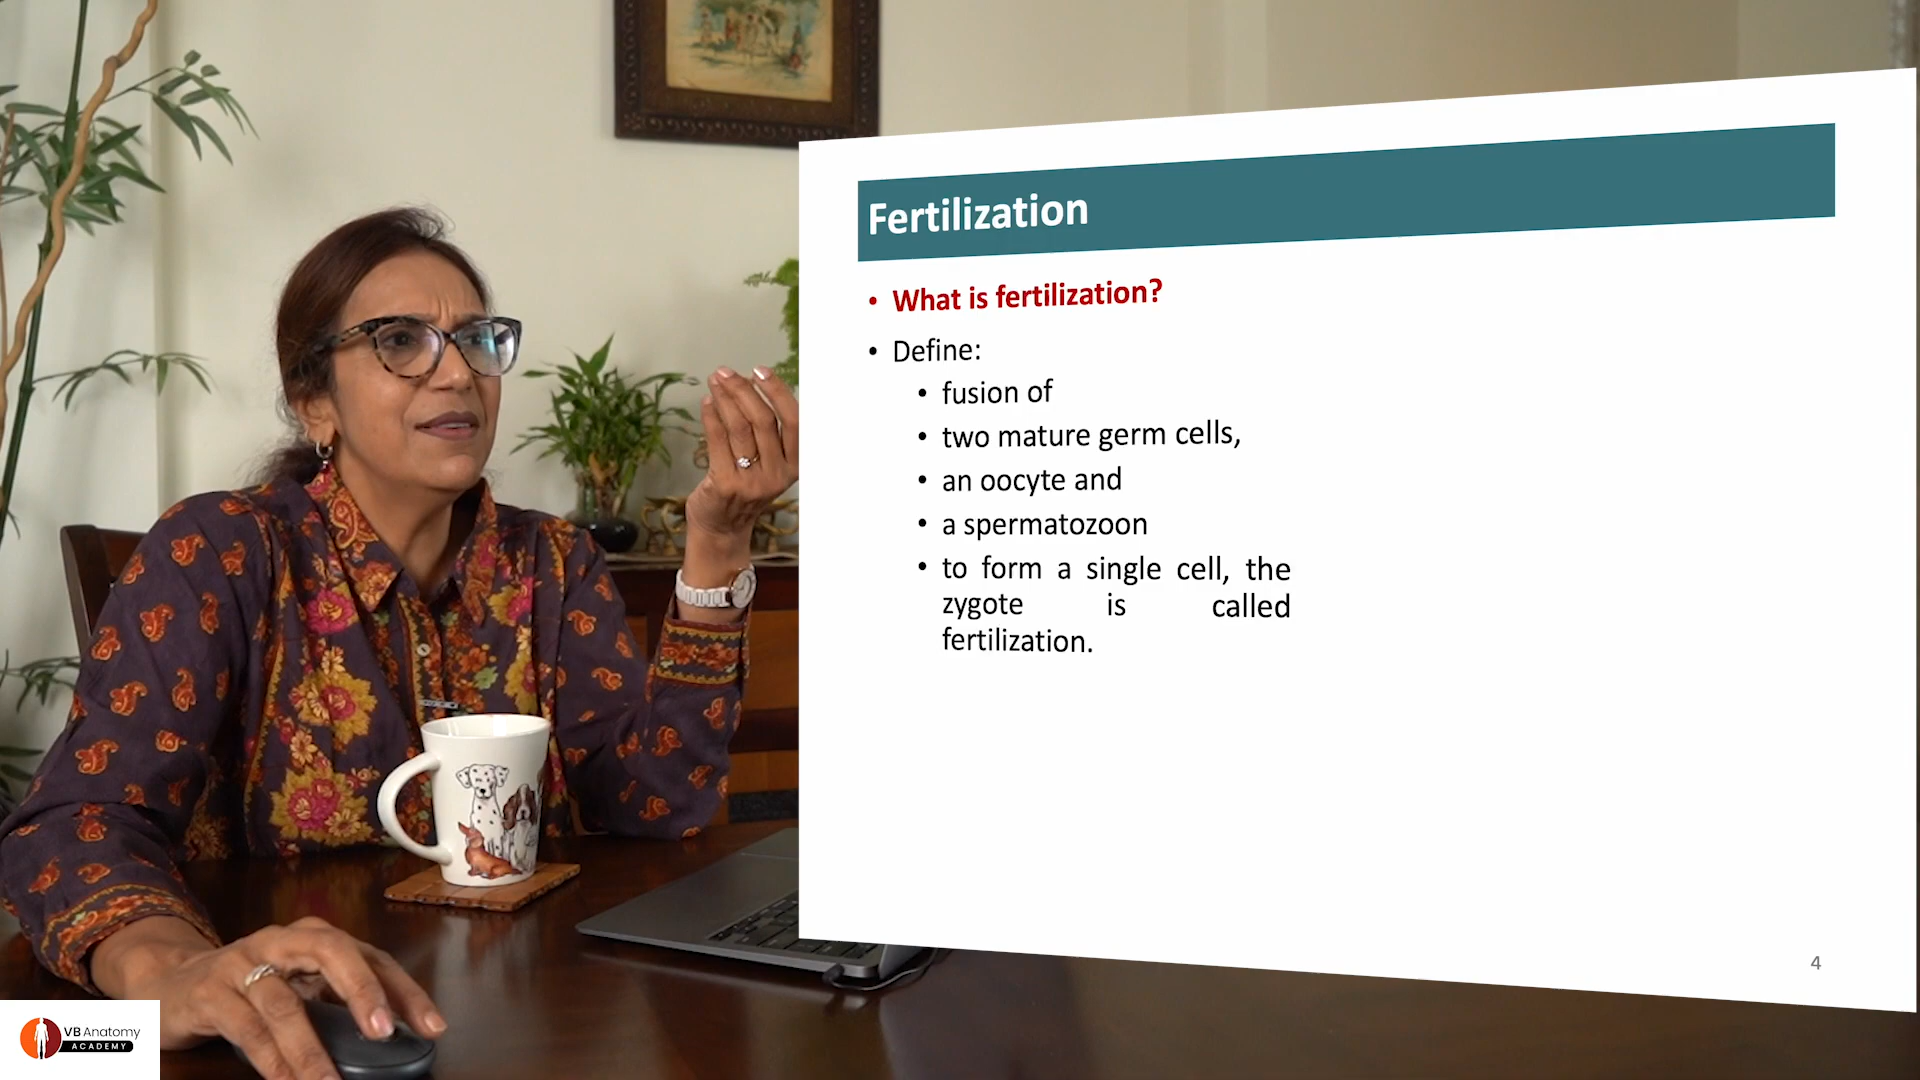 Fertilization
• What is fertilization?
• Define:
• fusion of
• two mature germ cells,
• an oocyte and
• a spermatozoon
• to form a single cell, the
zygote is called
fertilization.
4
VB Anatomy
ACADEMY